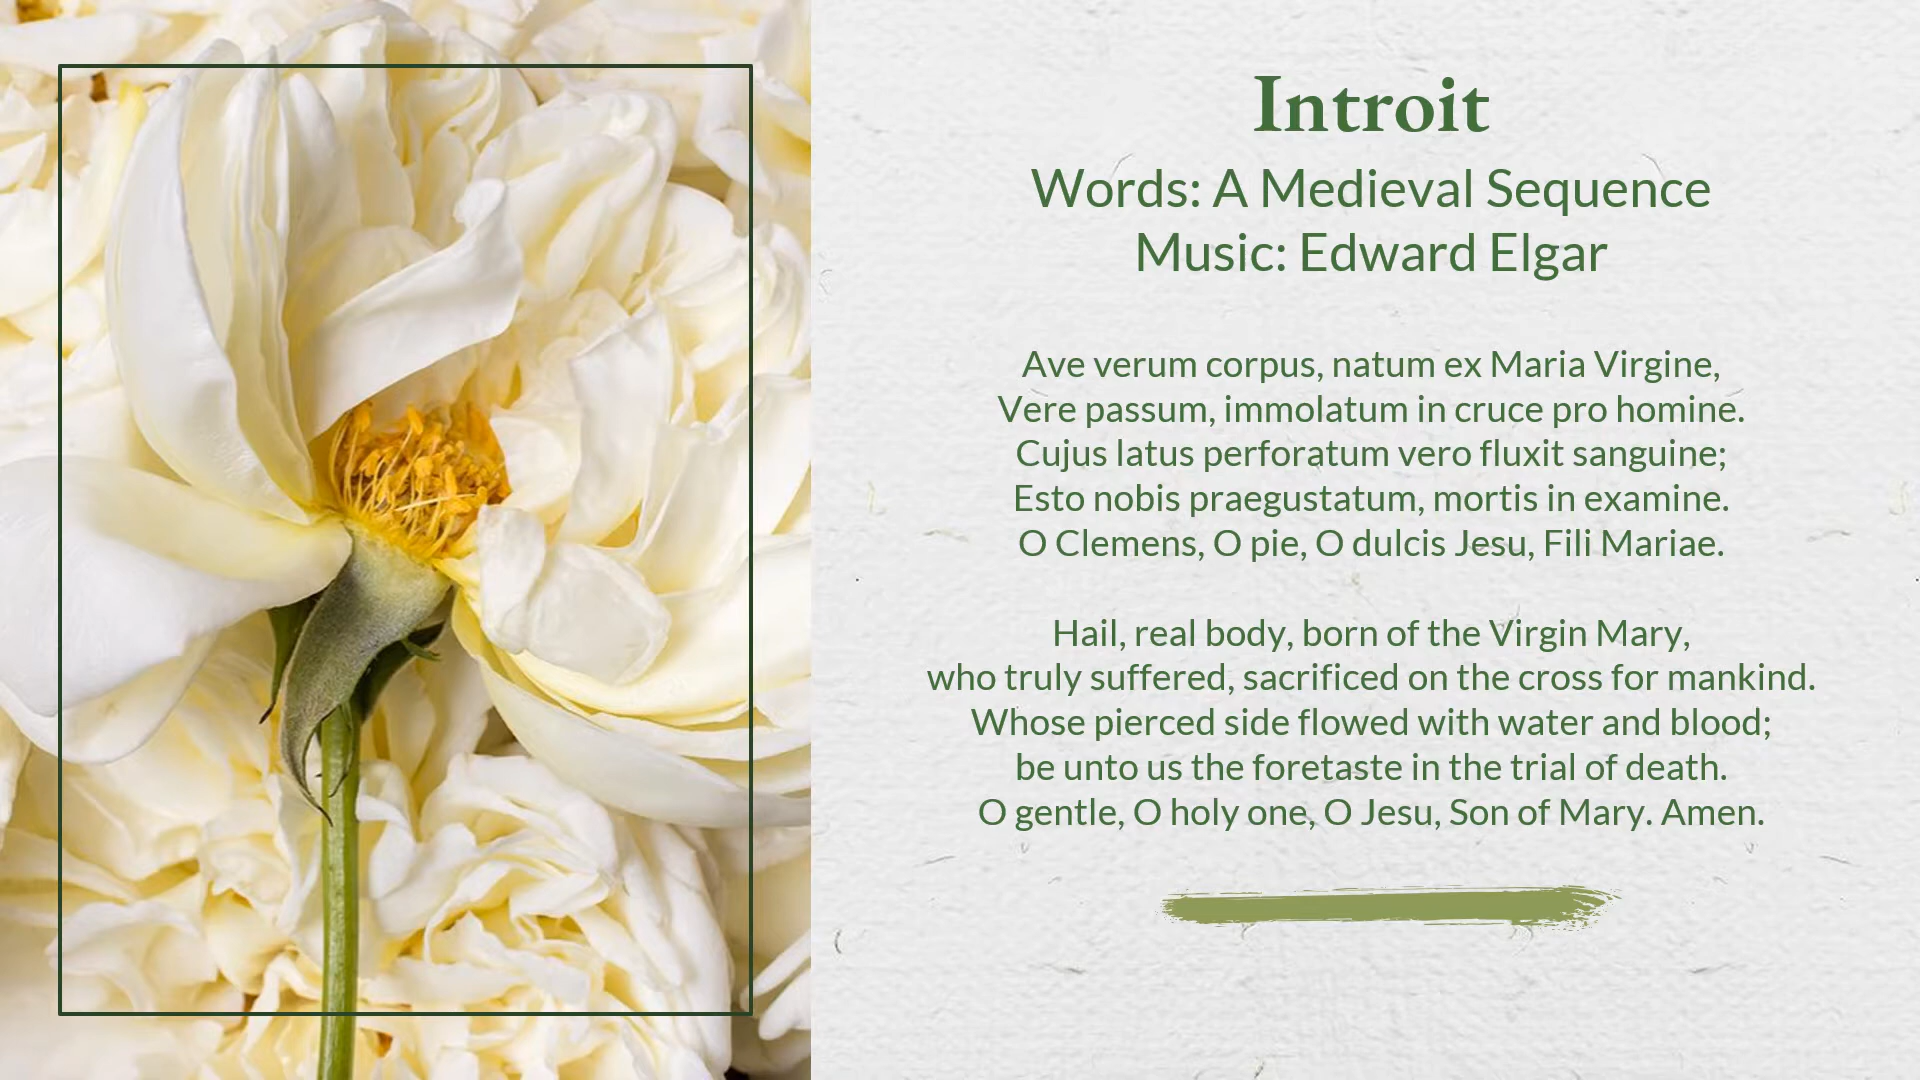 Introit
Words: A Medieval Sequence
Music: Edward Elgar
Ave verum corpus, natum ex Maria Virgine,
Vere passum, immolatum in cruce pro homine.
Cujus latus perforatum vero fluxit sanguine;
Esto nobis praegustatum, mortis in examine.
O Clemens, O pie, O dulcis Jesu, Fili Mariae.
Hail, real body, born of the Virgin Mary,
who truly suffered, sacrificed on the cross for mankind.
Whose pierced side flowed with water and blood;
be unto us the foretaste in the trial of death.
O gentle, O holy one, O Jesu, Son of Mary. Amen.